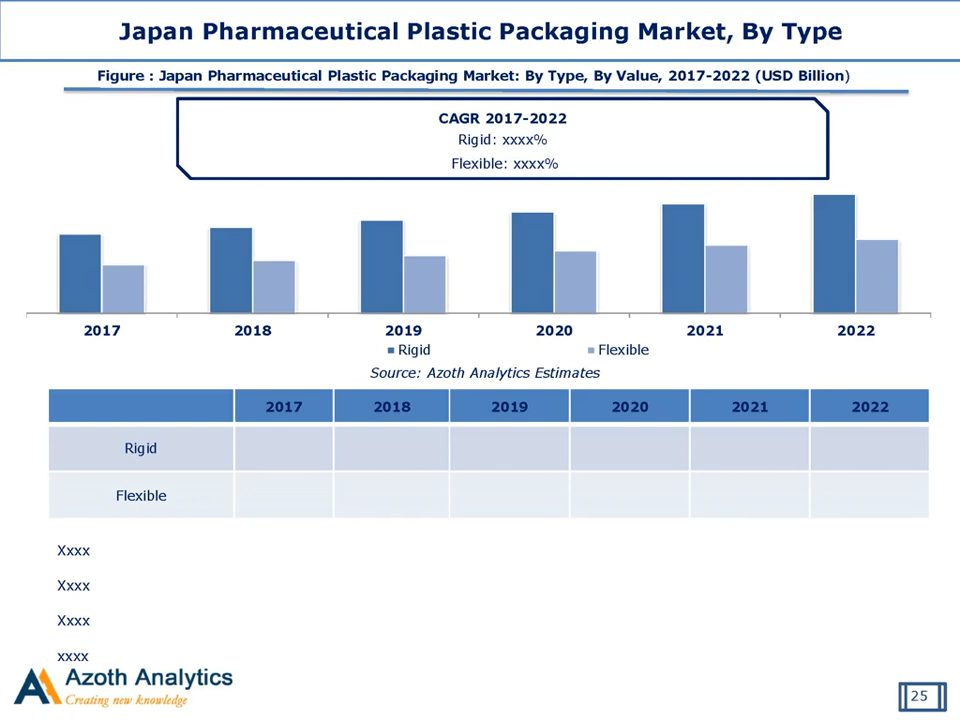 Japan Pharmaceutical Plastic Packaging Market, By Type
Figure : Japan Pharmaceutical Plastic Packaging Market: By Type, By Value, 2017-2022 (USD Billion)
CAGR 2017-2022
Rigid: xxxx%
Flexible: xxxx%
2017 2018 2019 2020 2021 2022
Rigid Flexible
Source: Azoth Analytics Estimates
2017 2018 2019 2020 2021 2022
Rigid
Flexible
Xxxx
Xxxx
Xxxx
xxxx
Azoth Analytics
Creating new knowledge
25